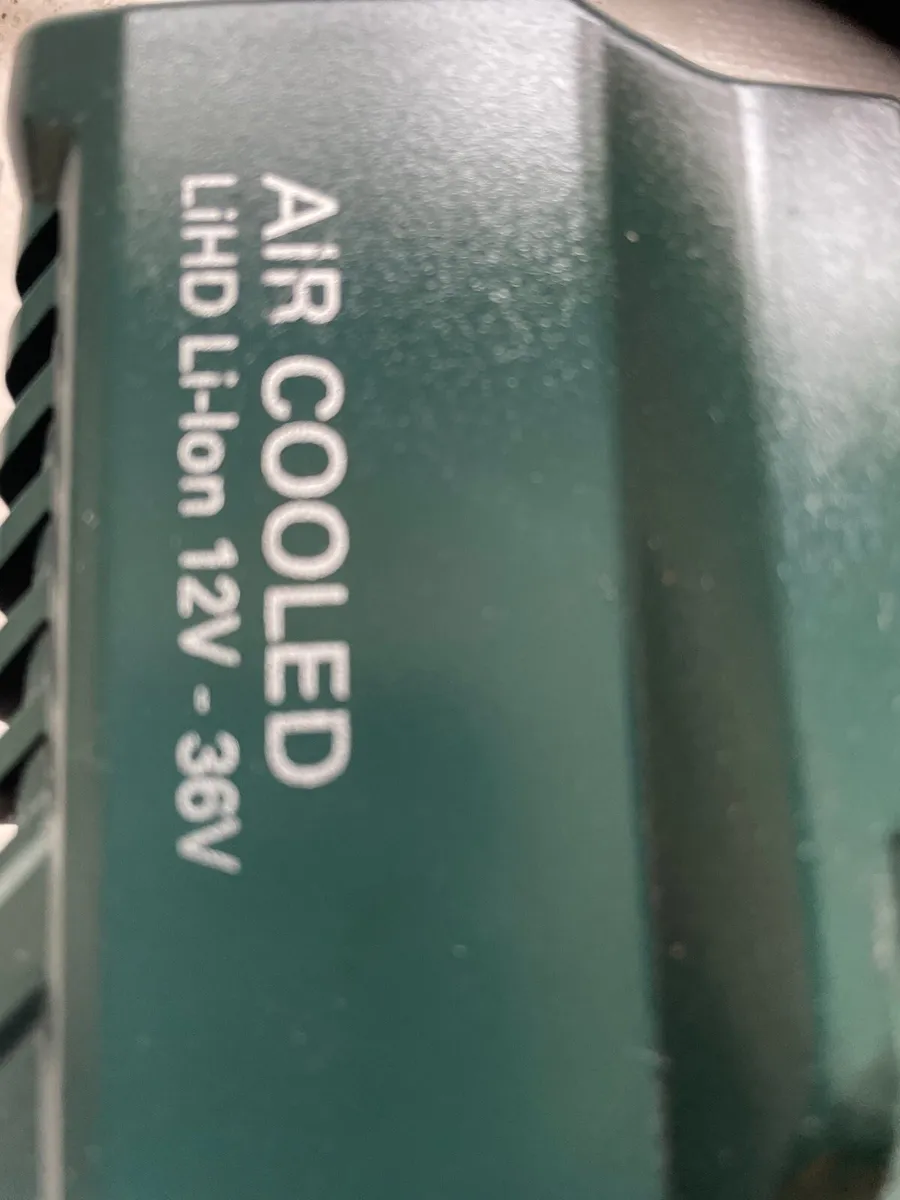 AiR COOLED
LiHD Li-Ion 12V - 36V